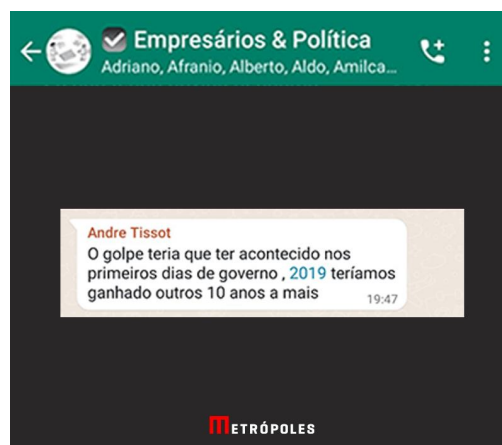 Empresários & Política
Adriano, Afranio, Alberto, Aldo, Amilca...
Andre Tissot
O golpe teria que ter acontecido nos
primeiros dias de governo , 2019 teríamos
ganhado outros 10 anos a mais
19:47
METRÓPOLES